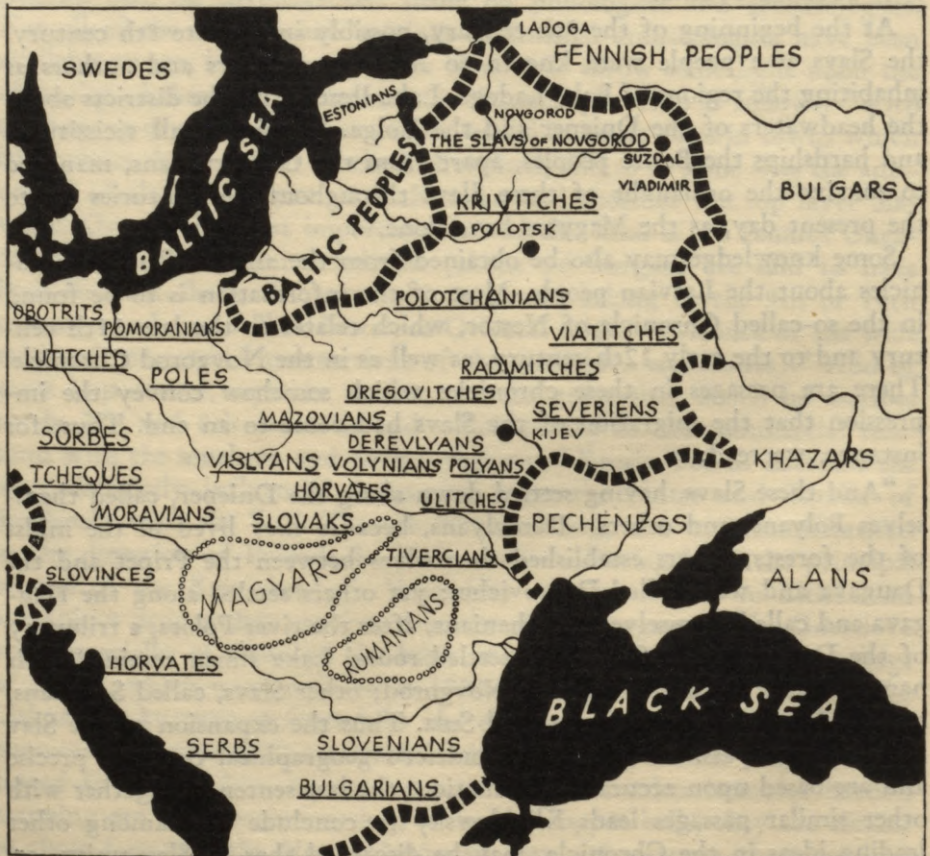 LADOGA
SWEDES
FENNISH PEOPLES
ESTONIANS
NOVGOROD
THE SLAVS OF NOVGOROD
SUZDAL
VLADIMIR
BALTIC SEA
BALTIC PEOPLES
KRIVITCHES
BULGARS
POLOTSK
POLOTCHANIANS
OBOTRITS
POMORANIANS
VIATITCHES
LUTITCHES
POLES
RADIMITCHES
DREGOVITCHES
MAZOVIANS
SEVERIENS
SORBES
DEREVLYANS
KIJEV
TCHEQUES
VISLYANS
VOLYNIANS
POLYANS
KHAZARS
HORVATES
ULITCHES
MORAVIANS
SLOVAKS
PECHENEGS
TIVERCIANS
SLOVINCES
MAGYARS
ALANS
RUMANIANS
HORVATES
BLACK SEA
SERBS
SLOVENIANS
BULGARIANS